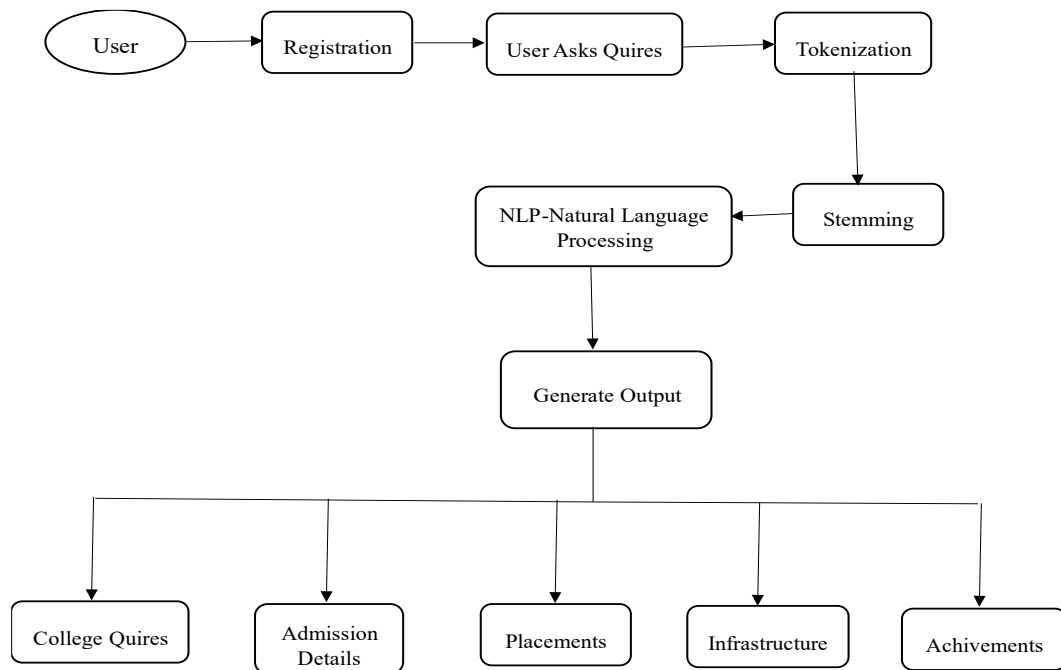 User
Registration
User Asks Quires
Tokenization
NLP-Natural Language
Processing
Stemming
Generate Output
College Quires
Admission
Details
Placements
Infrastructure
Achivements